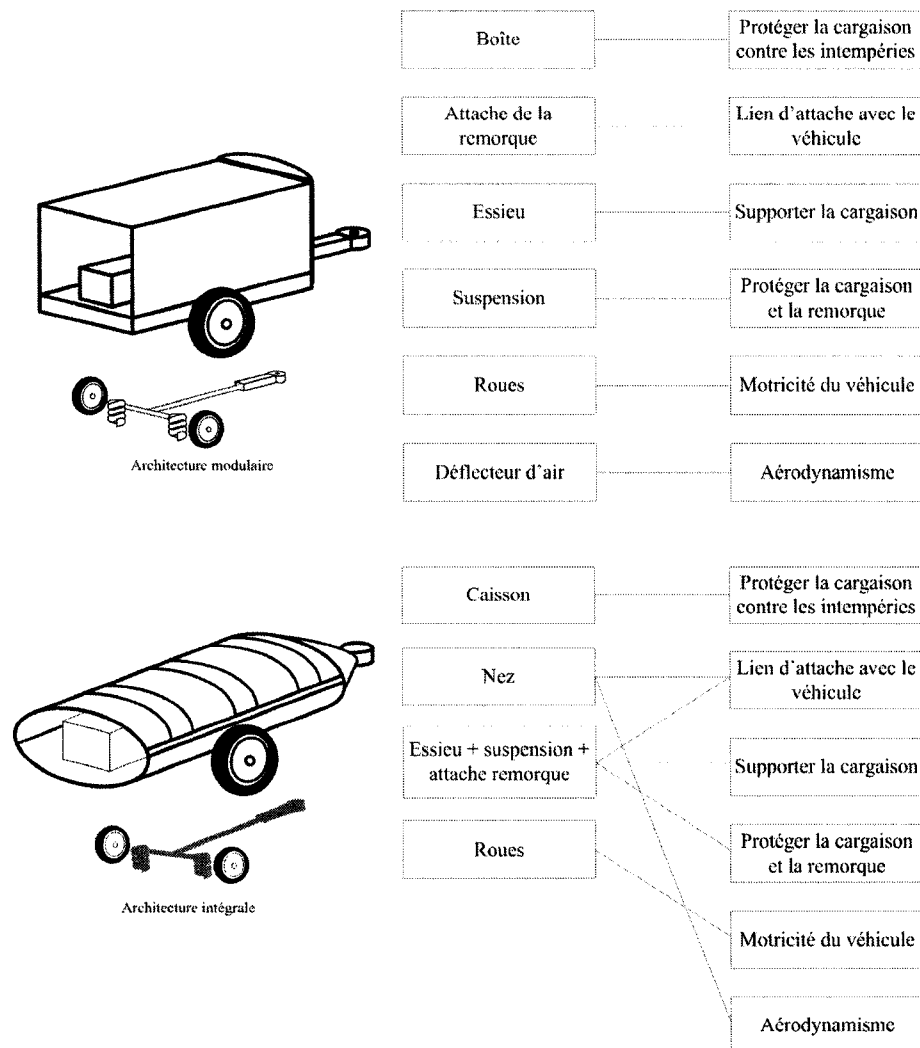 Boîte
Protéger la cargaison
contre les intempéries
Attache de la
remorque
Lien d'attache avec le
véhicule
Essieu
Supporter la cargaison
Suspension
Protéger la cargaison
et la remorque
Roues
Motricité du véhicule
Architecture modulaire
Déflecteur d'air
Aérodynamisme
Caisson
Protéger la cargaison
contre les intempéries
Nez
Lien d'attache avec le
véhicule
Essieu + suspension +
attache remorque
Supporter la cargaison
Roues
Protéger la cargaison
et la remorque
Architecture intégrale
Motricité du véhicule
Aérodynamisme